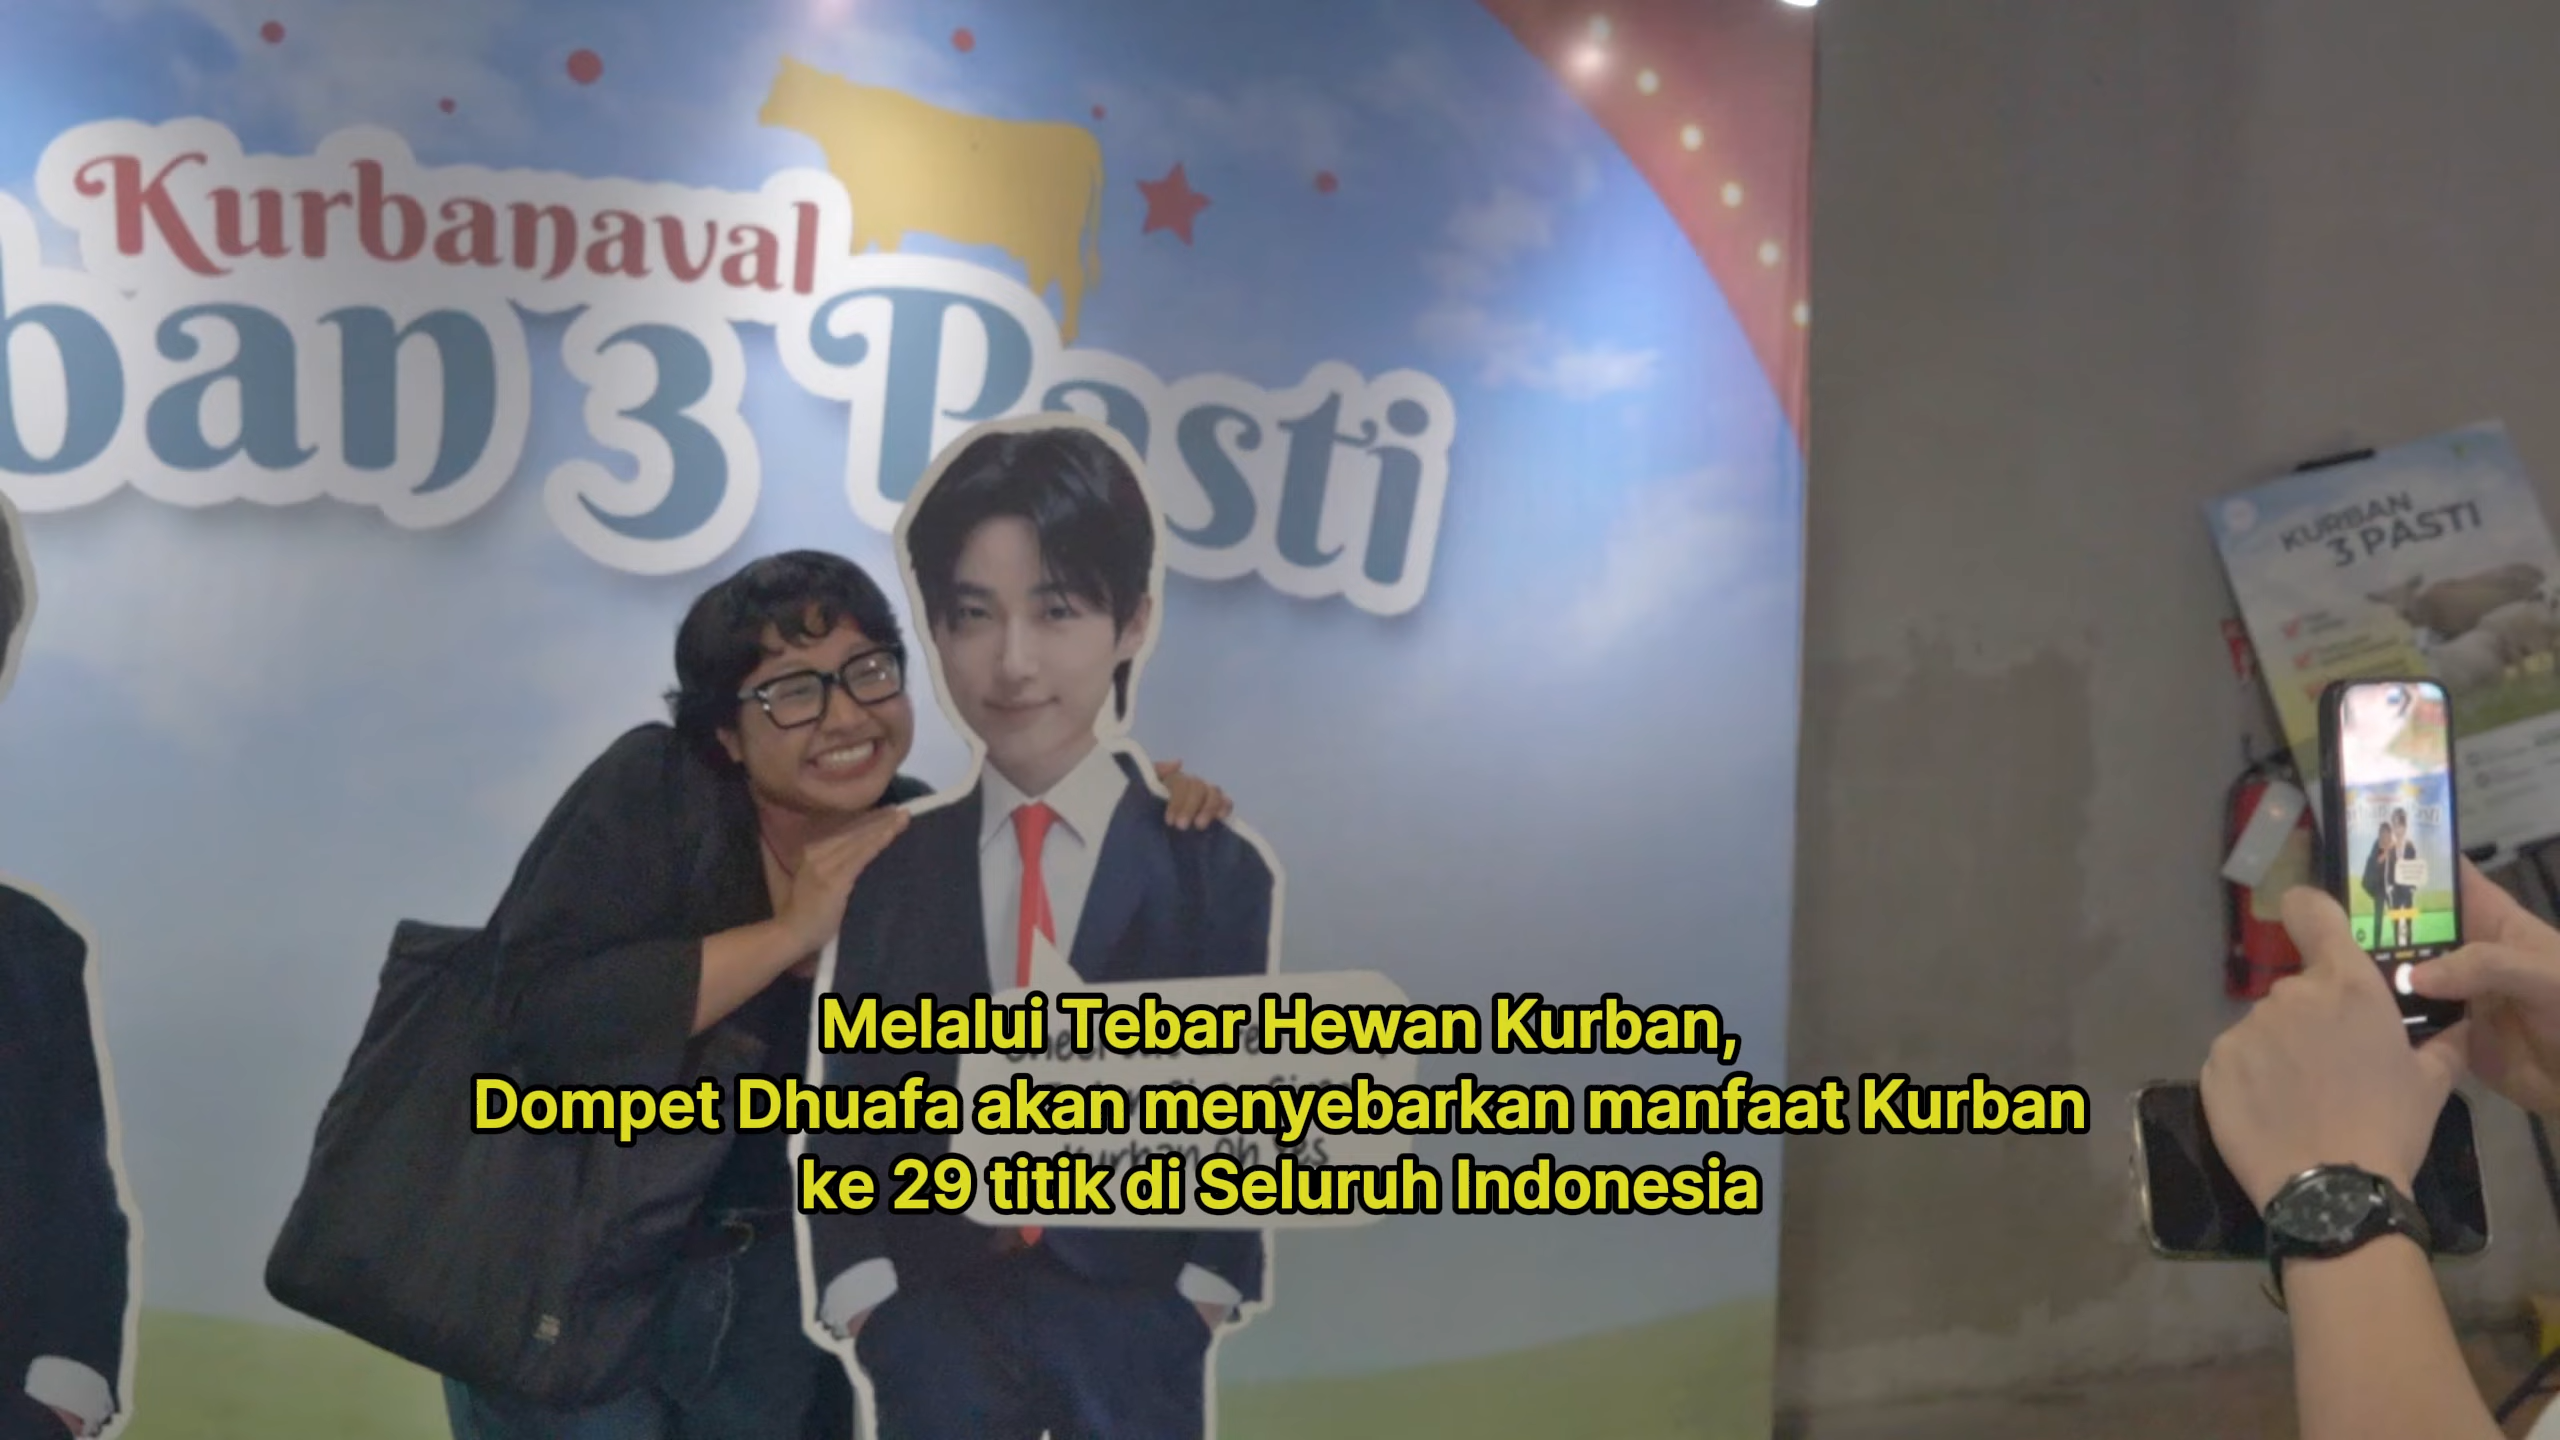 Kurbanaval
ban 3 Pasti
KURBAN
3 PASTI
Melalui Tebar Hewan Kurban,
Dompet Dhuafa akan menyebarkan manfaat Kurban
ke 29 titik di Seluruh Indonesia